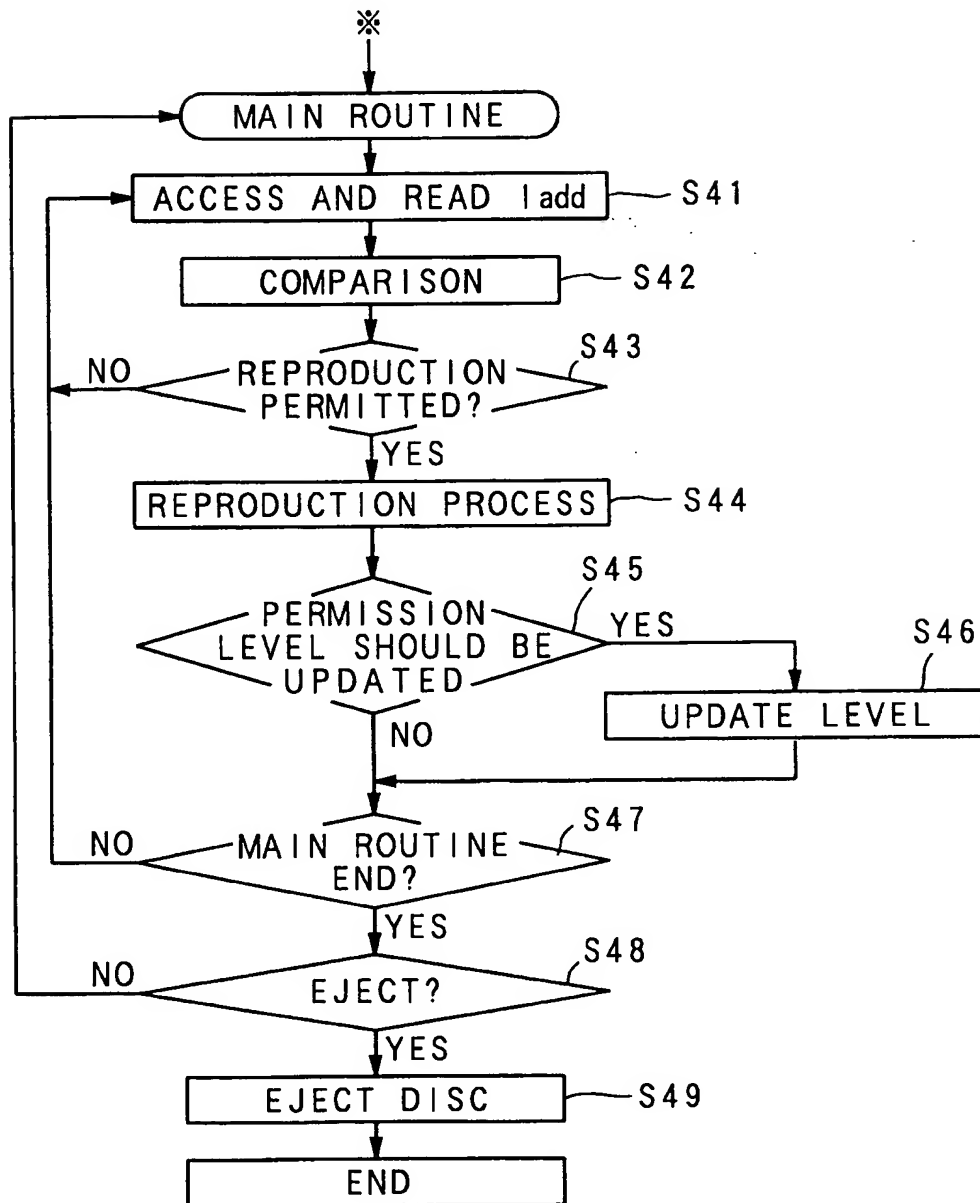 ※
MAIN ROUTINE
ACCESS AND READ Iadd
S41
COMPARISON
S42
S43
NO
REPRODUCTION
PERMITTED?
YES
REPRODUCTION PROCESS
S44
S45
PERMISSION
LEVEL SHOULD BE
UPDATED
YES
S46
UPDATE LEVEL
NO
S47
NO
MAIN ROUTINE
END?
YES
S48
NO
EJECT?
YES
EJECT DISC
S49
END